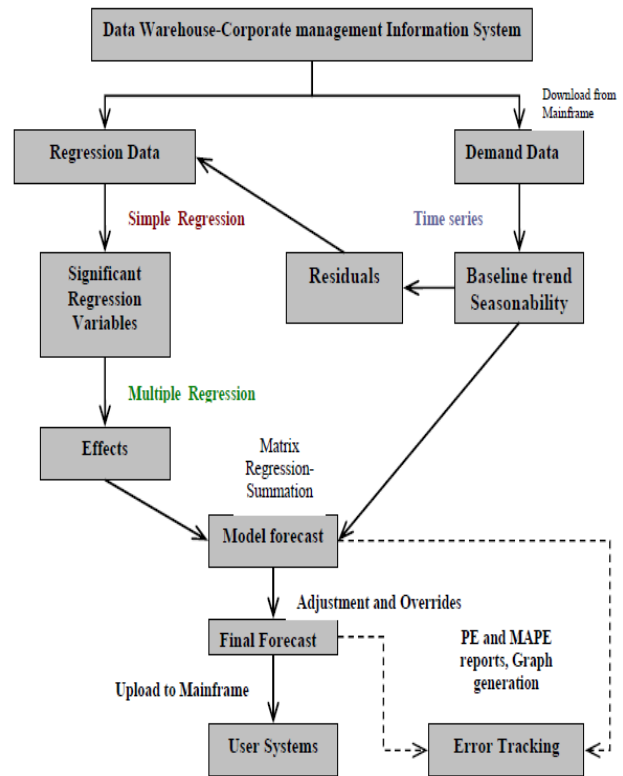 Data Warehouse-Corporate management Information System
Download from
Mainframe
Regression Data
Demand Data
Simple Regression
Time series
Significant
Regression
Variables
Residuals
Baseline trend
Seasonability
Multiple Regression
Effects
Matrix
Regression-
Summation
Model forecast
Adjustment and Overrides
Final Forecast
PE and MAPE
reports, Graph
generation
Upload to Mainframe
User Systems
Error Tracking